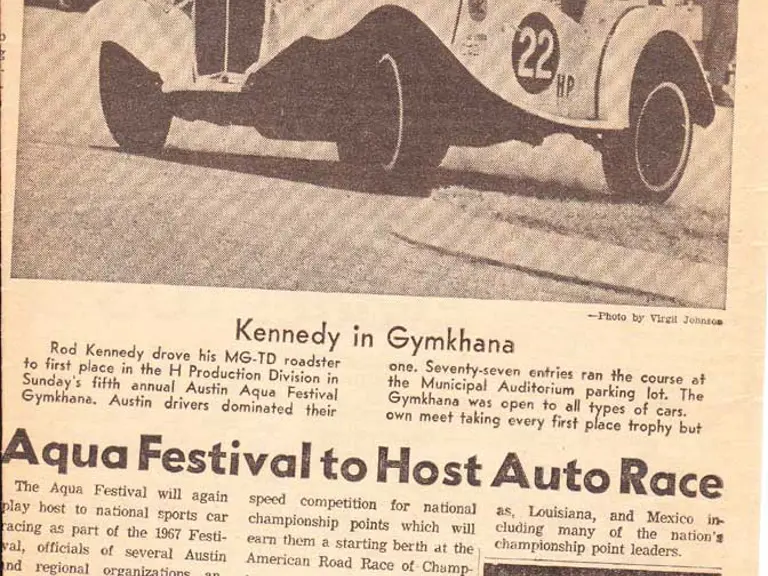 22
HP
—Photo by Virgil Johnson
Kennedy in Gymkhana
Rod Kennedy drove his MG-TD roadster
to first place in the H Production Division in
Sunday's fifth annual Austin Aqua Festival
Gymkhana. Austin drivers dominated their
own meet taking every first place trophy but
one. Seventy-seven entries ran the course at
the Municipal Auditorium parking lot. The
Gymkhana was open to all types of cars.
Aqua Festival to Host Auto Race
The Aqua Festival will again
play host to national sports car
racing as part of the 1967 Festi-
val, officials of several Austin
and regional organizations an-
speed competition for national
championship points which will
earn them a starting berth at the
American Road Race of Champ-
as, Louisiana, and Mexico in-
cluding many of the nation's
championship point leaders.